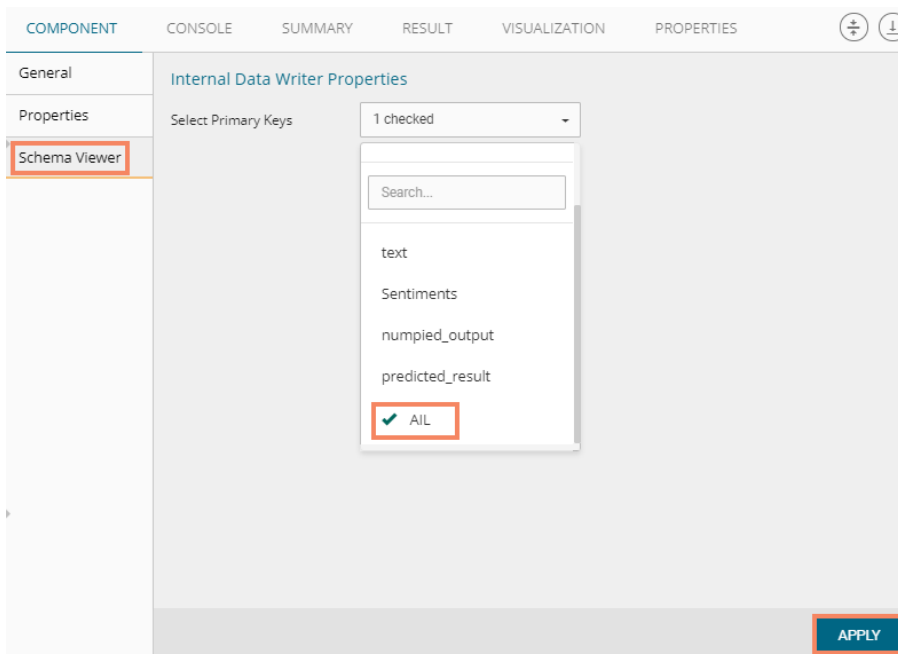 COMPONENT CONSOLE SUMMARY RESULT VISUALIZATION PROPERTIES
General
Properties
Schema Viewer
Internal Data Writer Properties
Select Primary Keys 1 checked
Search...
text
Sentiments
numpied_output
predicted_result
AIL
APPLY